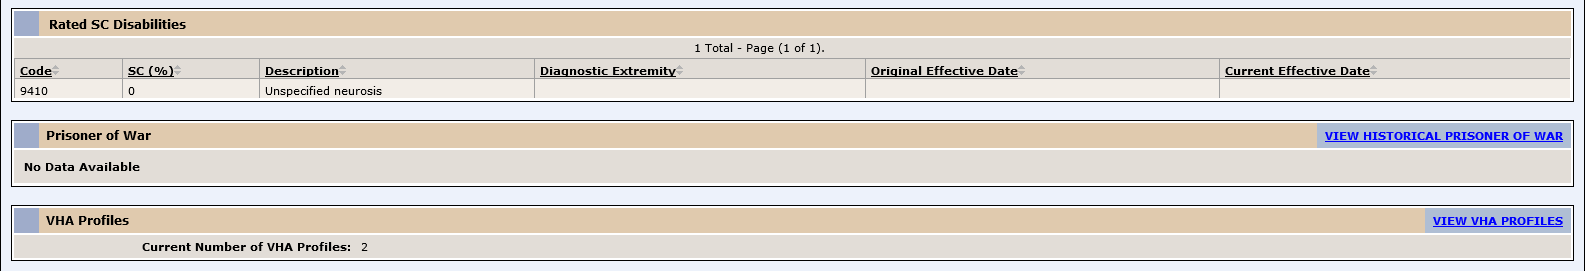 Rated SC Disabilities
1 Total - Page (1 of 1).
Code SC (%) Description Diagnostic Extremity Original Effective Date Current Effective Date
9410 0 Unspecified neurosis
Prisoner of War VIEW HISTORICAL PRISONER OF WAR
No Data Available
VHA Profiles VIEW VHA PROFILES
Current Number of VHA Profiles: 2